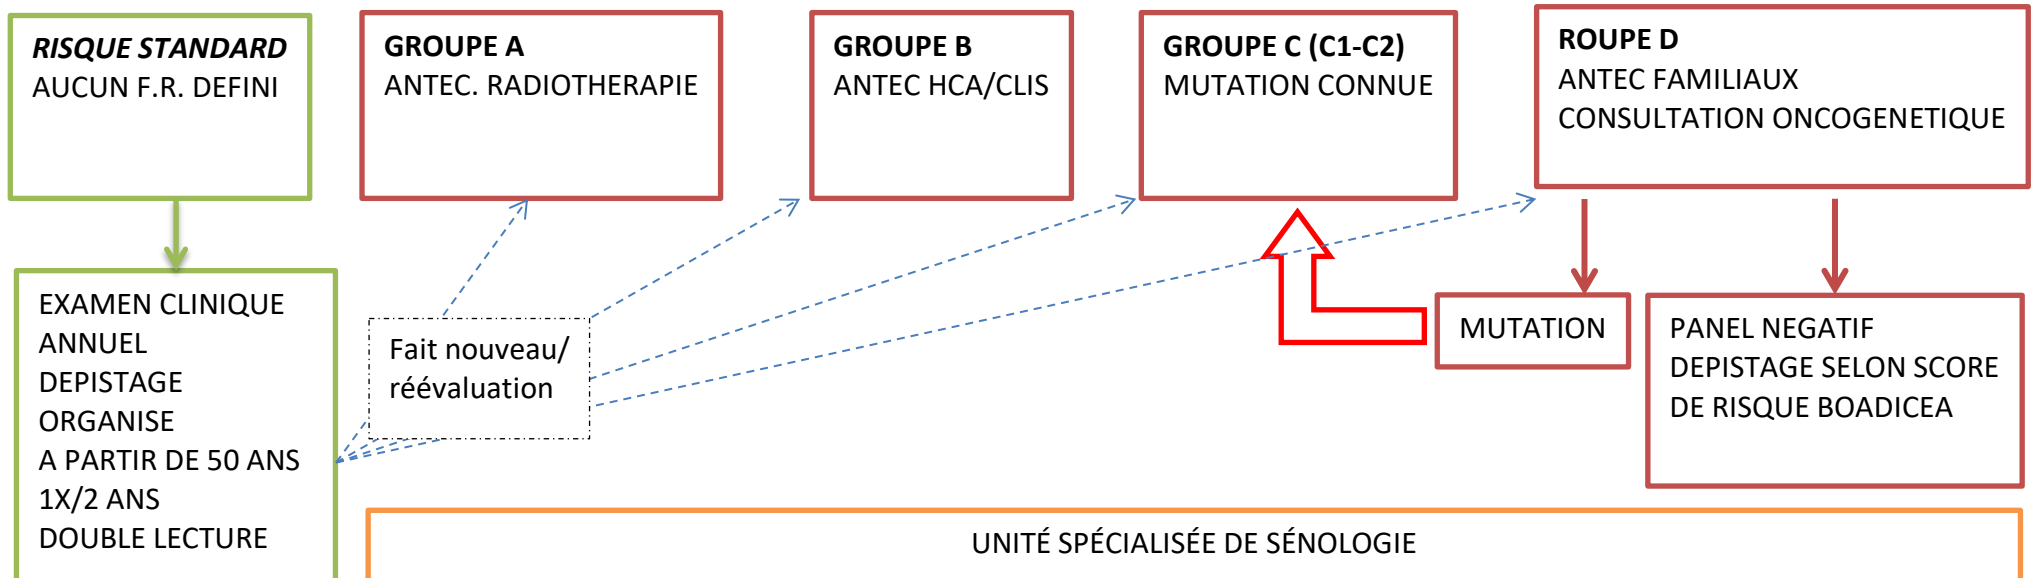 RISQUE STANDARD
AUCUN F.R. DEFINI
GROUPE A
ANTEC. RADIOTHERAPIE
GROUPE B
ANTEC HCA/CLIS
GROUPE C (C1-C2)
MUTATION CONNUE
ROUPE D
ANTEC FAMILIAUX
CONSULTATION ONCOGENETIQUE
EXAMEN CLINIQUE
ANNUEL
DEPISTAGE
ORGANISE
A PARTIR DE 50 ANS
1X/2 ANS
DOUBLE LECTURE
Fait nouveau/
réévaluation
MUTATION
PANEL NEGATIF
DEPISTAGE SELON SCORE
DE RISQUE BOADICEA
UNITÉ SPÉCIALISÉE DE SÉNOLOGIE